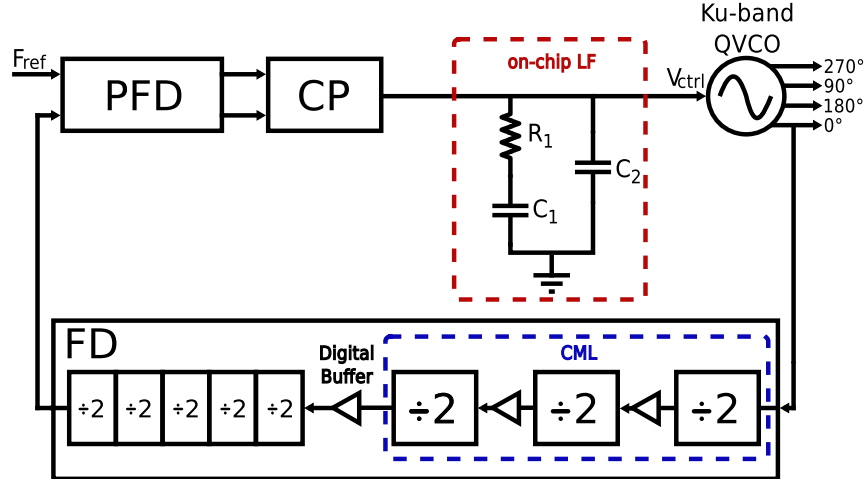 Ku-band
QVCO
Fref
PFD
CP
on-chip LF
Vctrl
270°
90°
180°
0°
R1
C1
C2
FD
Digital
Buffer
CML
÷2 ÷2 ÷2 ÷2 ÷2
÷2 ÷2 ÷2